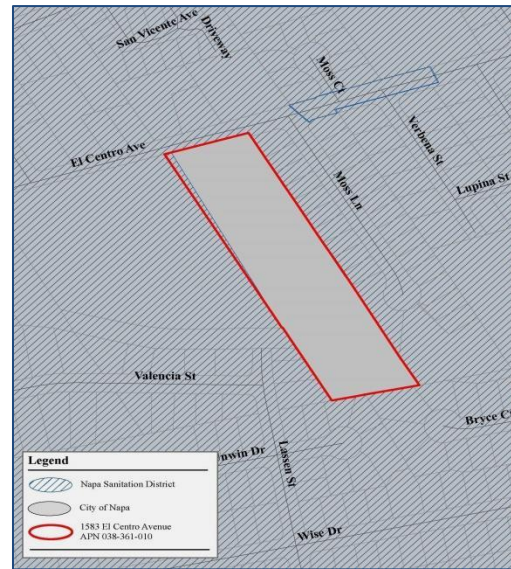 San Vicente Ave
Driveway
Moss Ct
El Centro Ave
Verbena St
Lupina St
Moss Ln
Valencia St
Bryce
Lassen St
Dr
Wise Dr
Legend
Napa Sanitation District
City of Napa
1583 El Centro Avenue
APN 038-361-010